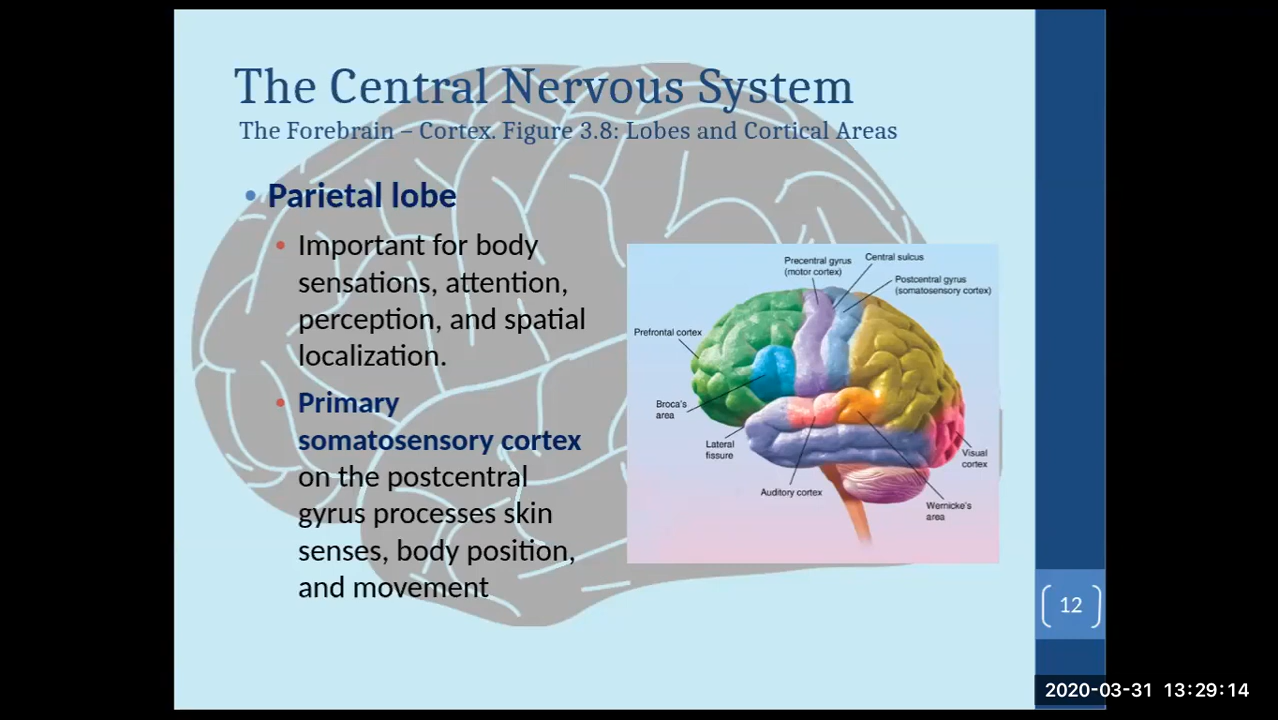 The Central Nervous System
The Forebrain – Cortex. Figure 3.8: Lobes and Cortical Areas
• Parietal lobe
• Important for body
sensations, attention,
perception, and spatial
localization.
• Primary
somatosensory cortex
on the postcentral
gyrus processes skin
senses, body position,
and movement
Precentral gyrus
(motor cortex)
Central sulcus
Postcentral gyrus
(somatosensory cortex)
Prefrontal cortex
Broca's
area
Lateral
fissure
Auditory cortex
Visual
cortex
Wernicke's
area
12
2020-03-31 13:29:14